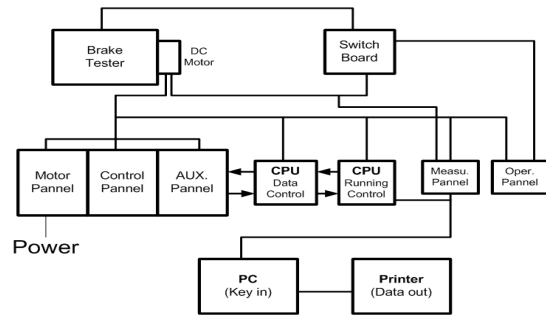 Brake
Tester
DC
Motor
Switch
Board
Motor
Pannel
Control
Pannel
AUX.
Pannel
CPU
Data
Control
CPU
Running
Control
Measu.
Pannel
Oper.
Pannel
Power
PC
(Key in)
Printer
(Data out)